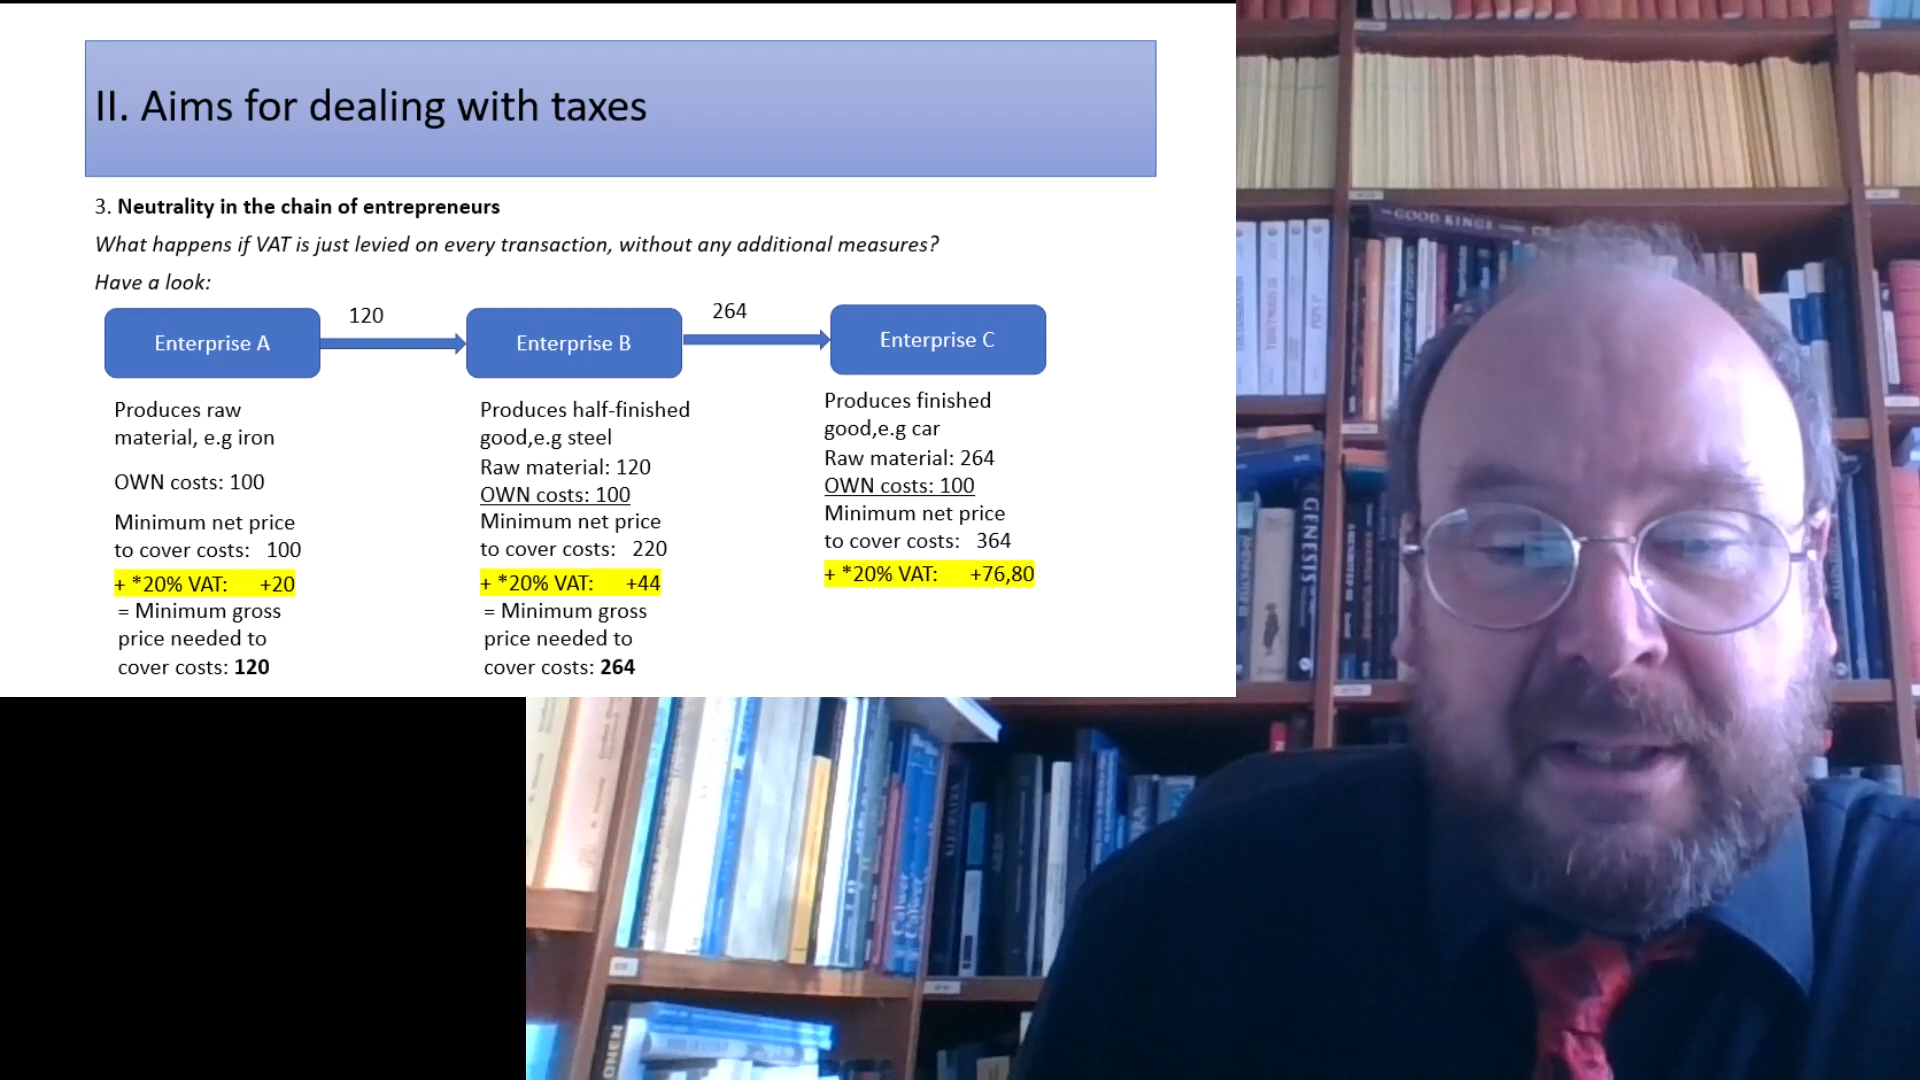 II. Aims for dealing with taxes
3. Neutrality in the chain of entrepreneurs
What happens if VAT is just levied on every transaction, without any additional measures?
Have a look:
120
264
Enterprise A
Enterprise B
Enterprise C
Produces raw
material, e.g iron
OWN costs: 100
Minimum net price
to cover costs: 100
+ *20% VAT: +20
= Minimum gross
price needed to
cover costs: 120
Produces half-finished
good,e.g steel
Raw material: 120
OWN costs: 100
Minimum net price
to cover costs: 220
+ *20% VAT: +44
= Minimum gross
price needed to
cover costs: 264
Produces finished
good,e.g car
Raw material: 264
OWN costs: 100
Minimum net price
to cover costs: 364
+ *20% VAT: +76,80
GOOD KINGS
GENESIS